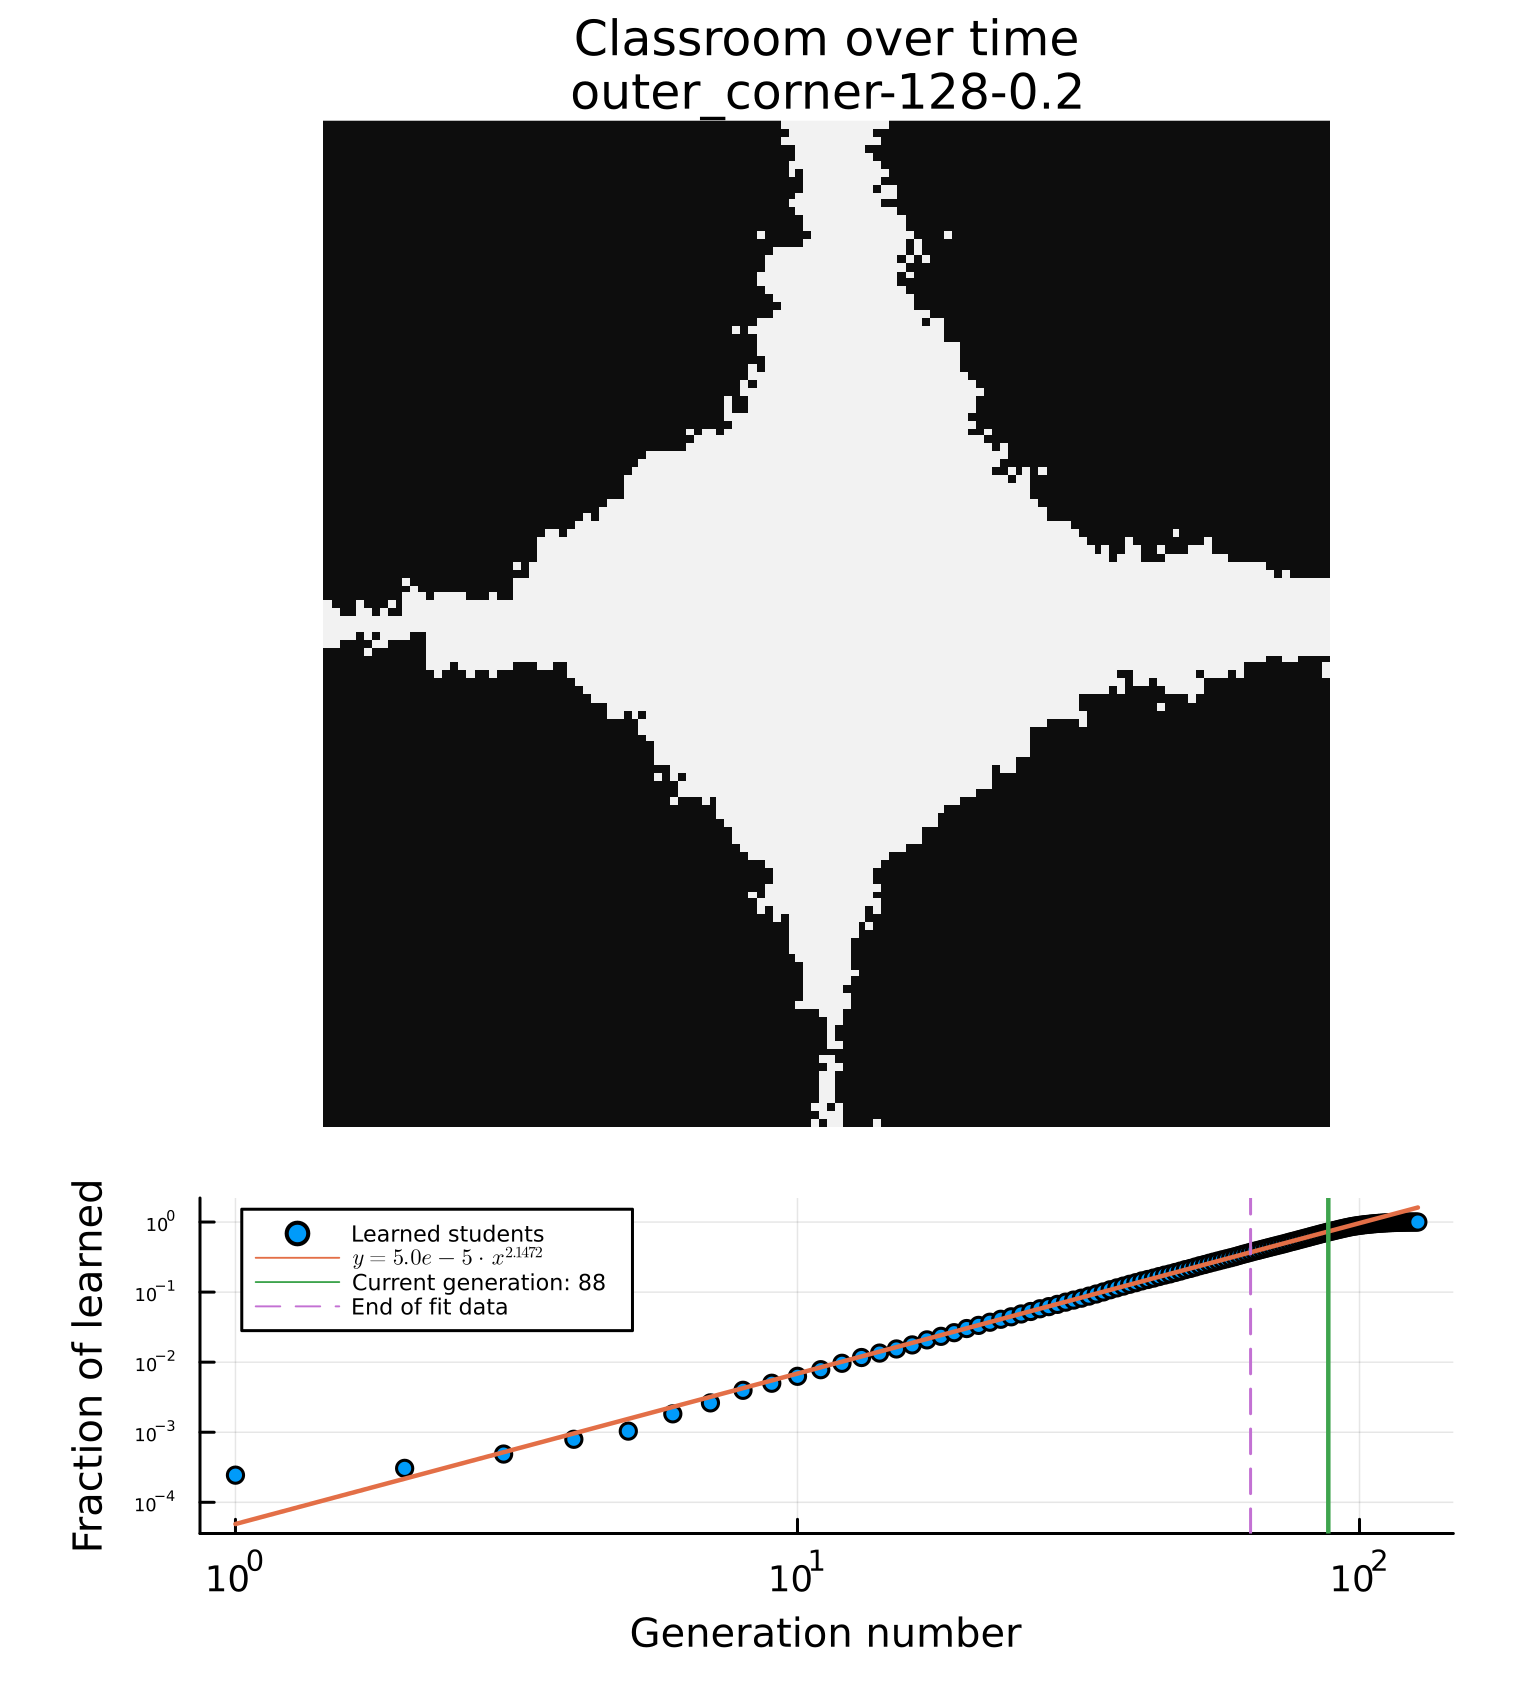 Classroom over time
outer_corner-128-0.2
Fraction of learned
10^0
10^-1
10^-2
10^-3
10^-4
Learned students
y = 5.0e − 5 · x^2.1472
Current generation: 88
End of fit data
10^0 10^1 10^2
Generation number